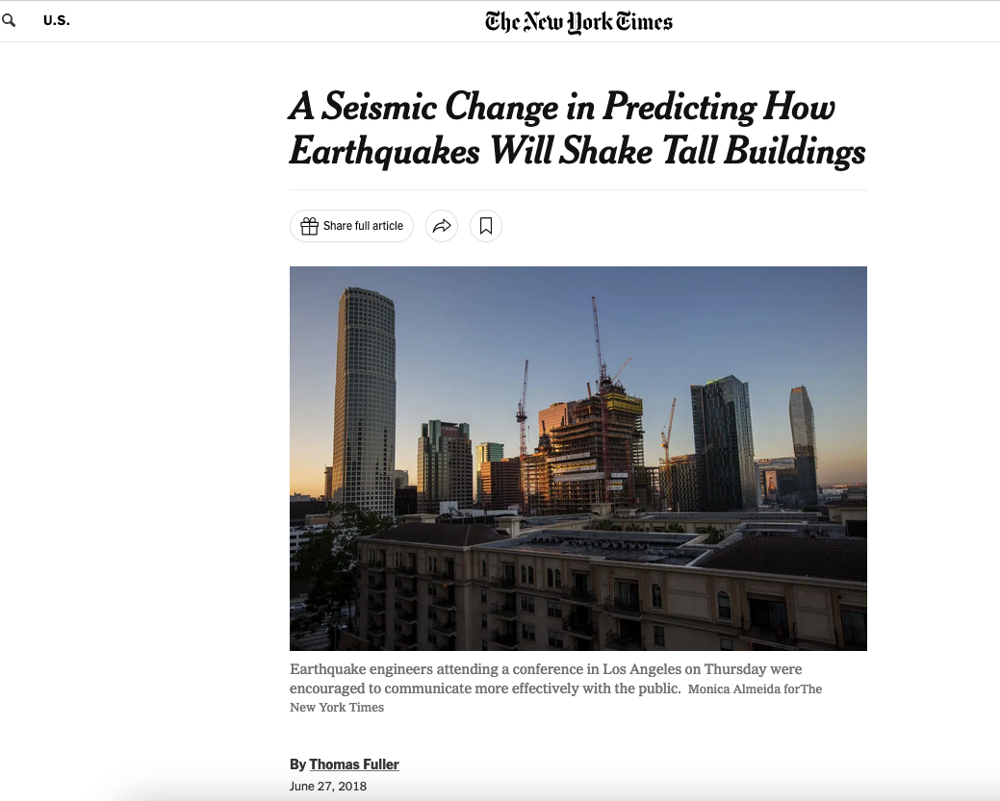 U.S.
The New York Times
A Seismic Change in Predicting How
Earthquakes Will Shake Tall Buildings
Share full article
Earthquake engineers attending a conference in Los Angeles on Thursday were
encouraged to communicate more effectively with the public. Monica Almeida forThe
New York Times
By Thomas Fuller
June 27, 2018